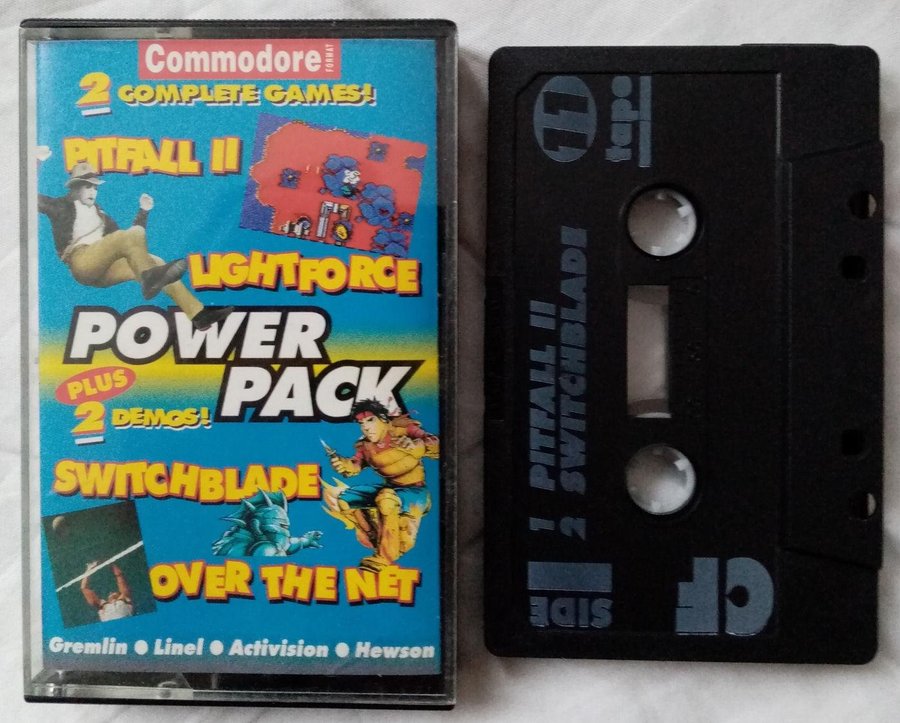 Commodore
FORMAT
2 COMPLETE GAMES!
PITFALL II
LIGHTFORCE
POWER
PACK
PLUS
2 DEMOS!
SWITCHBLADE
OVER THE NET
Gremlin ● Linel ● Activision ● Hewson
11
tape
1 PITFALL II
2 SWITCHBLADE
SIDE 1
CF